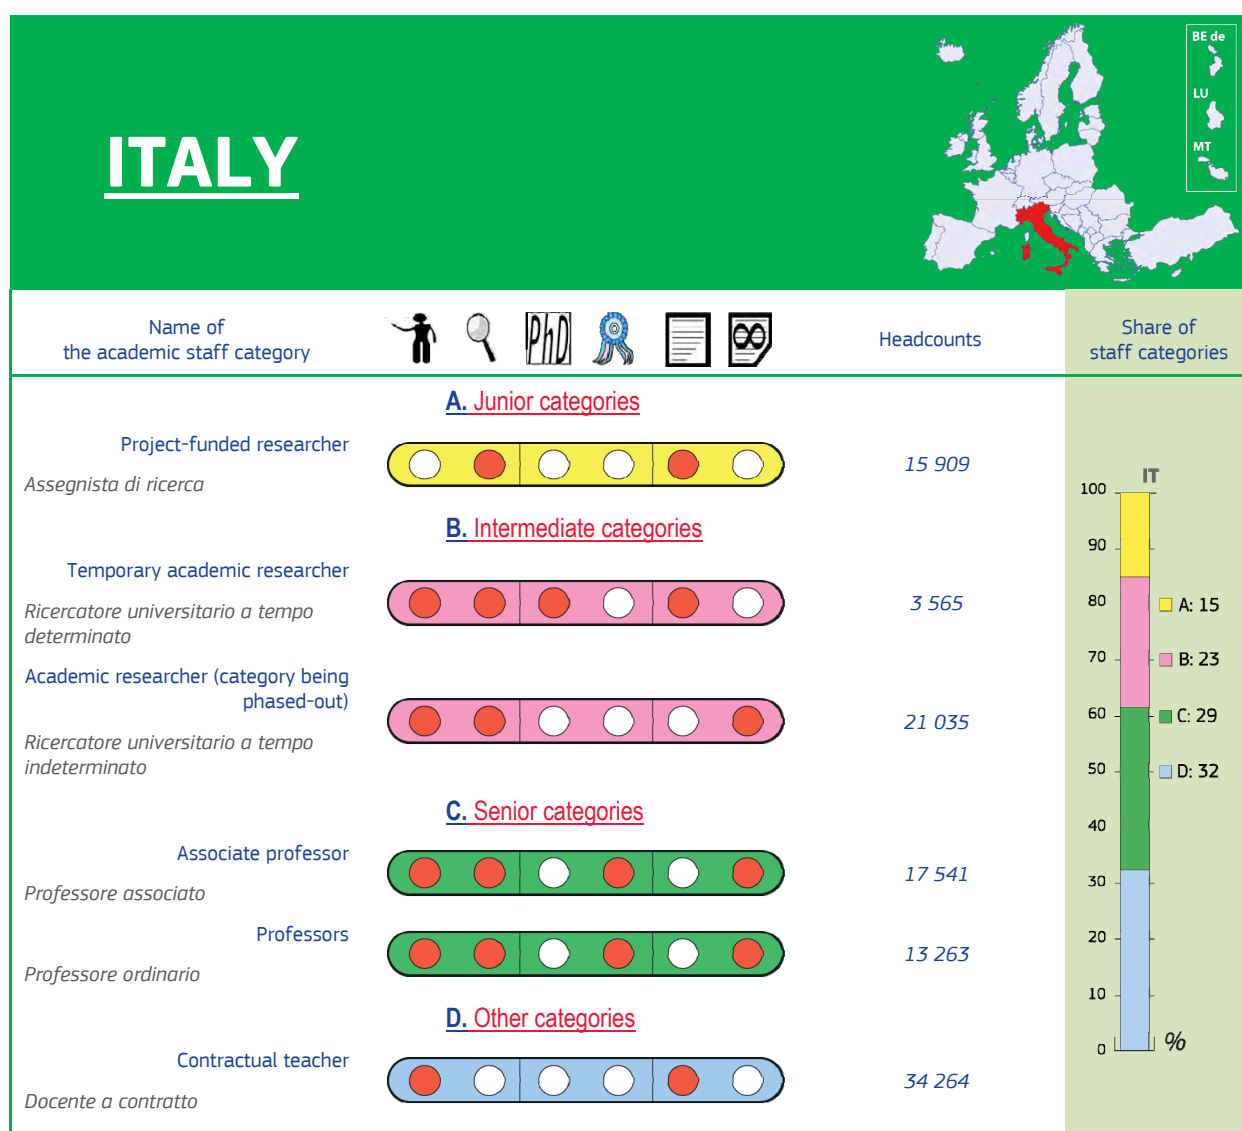 BE de
LU
MT
ITALY
Name of
the academic staff category
PhD
∞
Headcounts
Share of
staff categories
A. Junior categories
Project-funded researcher
Assegnista di ricerca
15 909
B. Intermediate categories
Temporary academic researcher
Ricercatore universitario a tempo
determinato
3 565
Academic researcher (category being
phased-out)
Ricercatore universitario a tempo
indeterminato
21 035
C. Senior categories
Associate professor
Professore associato
17 541
Professors
Professore ordinario
13 263
D. Other categories
Contractual teacher
Docente a contratto
34 264
IT
100
90
80
70
60
50
40
30
20
10
0
%
A: 15
B: 23
C: 29
D: 32